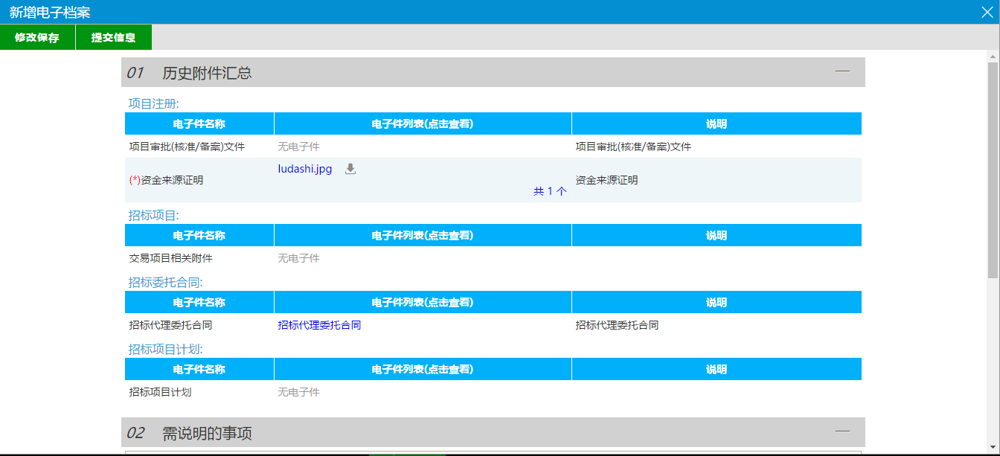 新增电子档案
修改保存 提交信息
01 历史附件汇总
项目注册:
电子件名称 电子件列表(点击查看) 说明
项目审批(核准/备案)文件 无电子件 项目审批(核准/备案)文件
ludashi.jpg
(*)资金来源证明 资金来源证明
共 1 个
招标项目:
电子件名称 电子件列表(点击查看) 说明
交易项目相关附件 无电子件
招标委托合同:
电子件名称 电子件列表(点击查看) 说明
招标代理委托合同 招标代理委托合同 招标代理委托合同
招标项目计划:
电子件名称 电子件列表(点击查看) 说明
招标项目计划 无电子件
02 需说明的事项